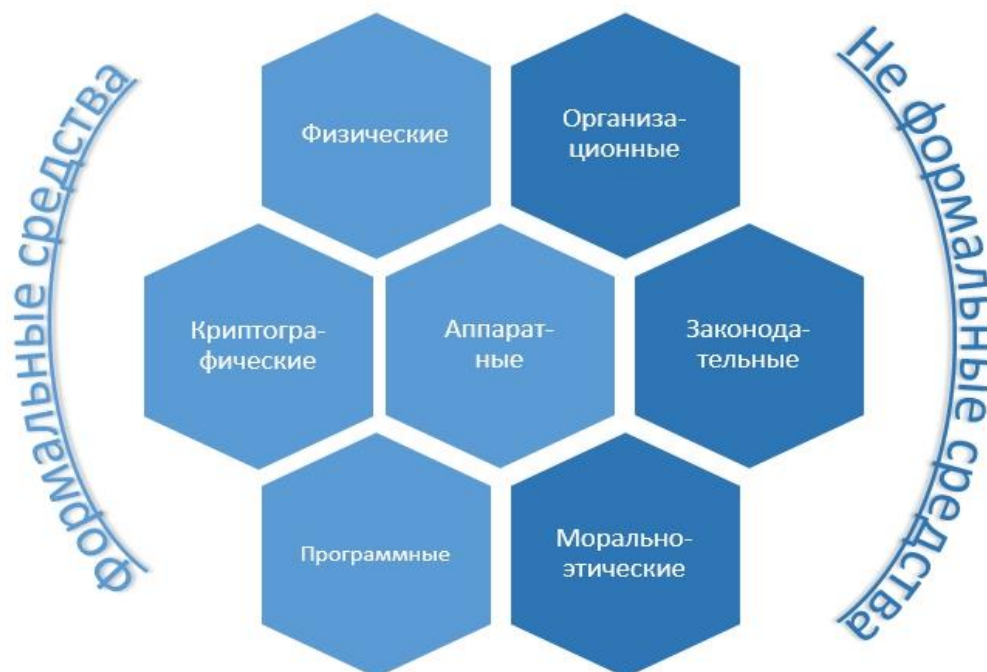 Формальные средства
Физические
Организа-
ционные
Криптогра-
фические
Аппарат-
ные
Законода-
тельные
Программные
Морально-
этические
Не формальные средства